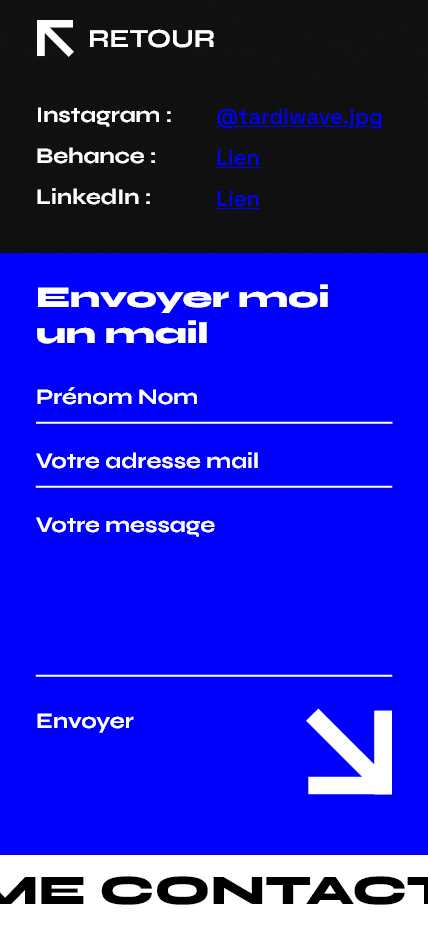 RETOUR
Instagram : @tardiwave.jpg
Behance : Lien
LinkedIn : Lien
Envoyer moi
un mail
Prénom Nom
Votre adresse mail
Votre message
Envoyer
ME CONTACT